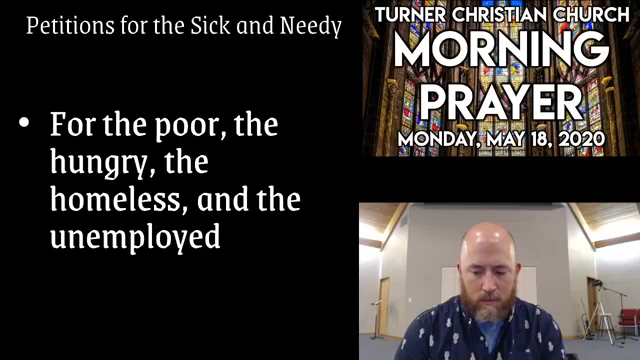 Petitions for the Sick and Needy
• For the poor, the
hungry, the
homeless, and the
unemployed
TURNER CHRISTIAN CHURCH
MORNING
PRAYER
MONDAY, MAY 18, 2020